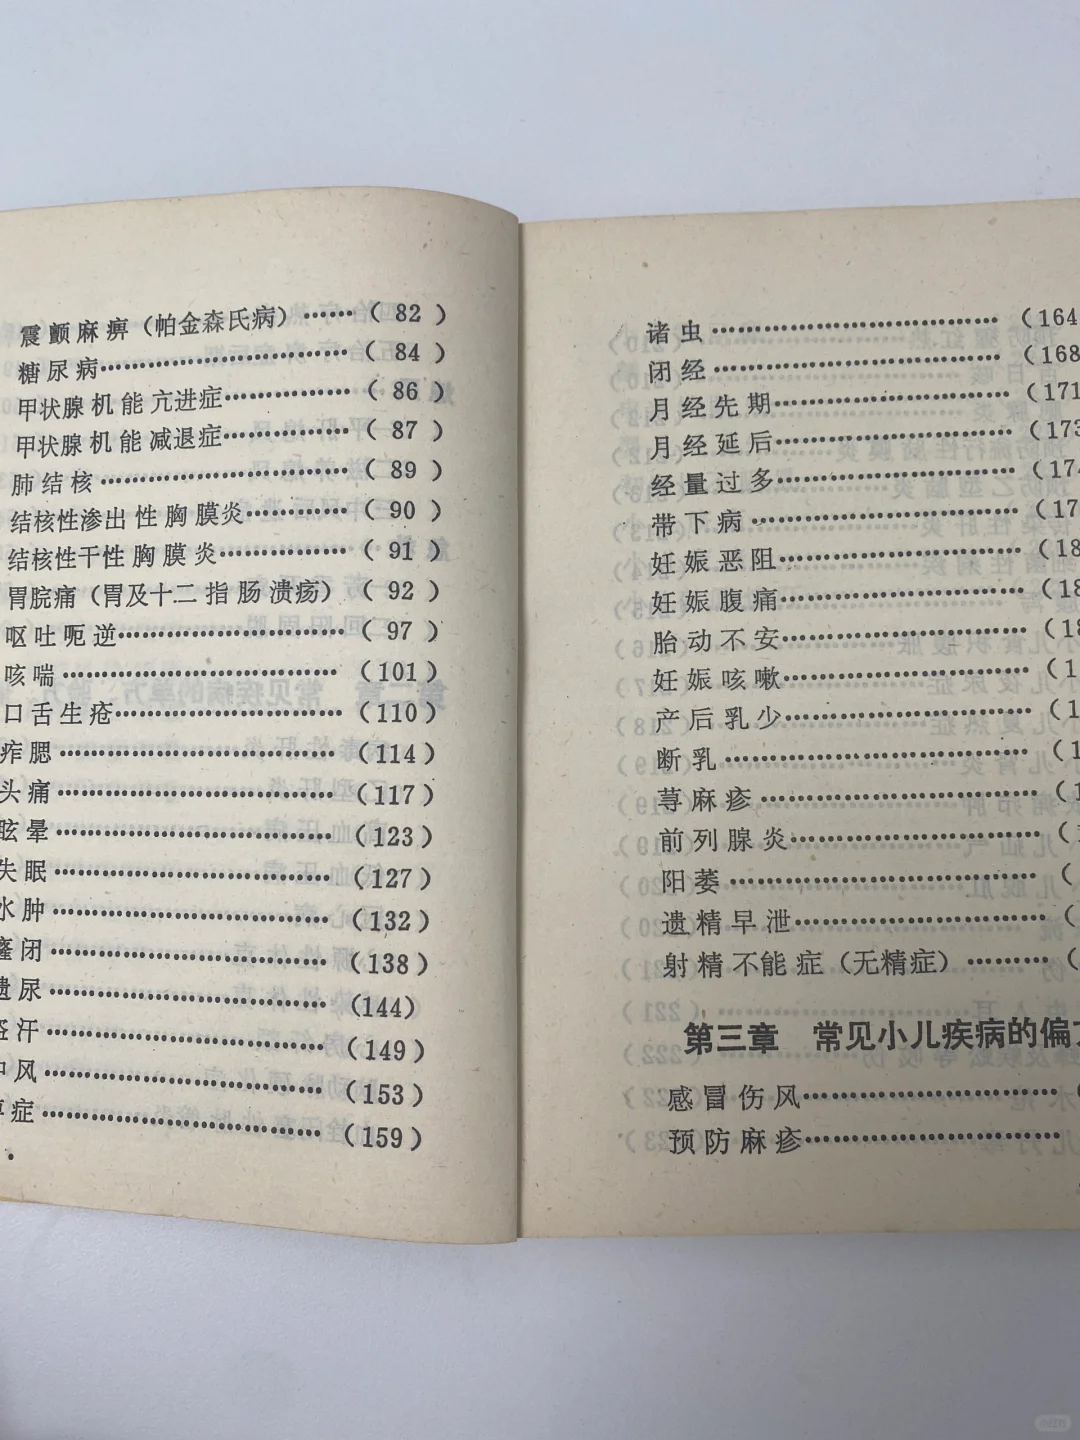 震颤麻痹（帕金森氏病）……（ 82 ）
糖尿病……………………………（ 84 ）
甲状腺机能亢进症……………（ 86 ）
甲状腺机能减退症……………（ 87 ）
肺结核……………………………（ 89 ）
结核性渗出性胸膜炎…………（ 90 ）
结核性干性胸膜炎……………（ 91 ）
胃脘痛（胃及十二指肠溃疡）（ 92 ）
呕吐呃逆…………………………（ 97 ）
咳喘………………………………（101）
口舌生疮…………………………（110）
痄腮………………………………（114）
头痛………………………………（117）
眩晕………………………………（123）
失眠………………………………（127）
水肿………………………………（132）
癃闭………………………………（138）
遗尿………………………………（144）
盗汗………………………………（149）
中风………………………………（153）
症………………………………（159）
诸虫………………………………（164
闭经………………………………（168
月经先期…………………………（171
月经延后…………………………（173
经量过多…………………………（174
带下病……………………………（17
妊娠恶阻…………………………（18
妊娠腹痛…………………………（18
胎动不安…………………………（18
妊娠咳嗽…………………………（1
产后乳少…………………………（1
断乳………………………………（1
荨麻疹……………………………（1
前列腺炎…………………………（1
阳萎………………………………（
遗精早泄…………………………（
射精不能症（无精症）………（
第三章 常见小儿疾病的偏方
感冒伤风…………………………（
预防麻疹…………………………